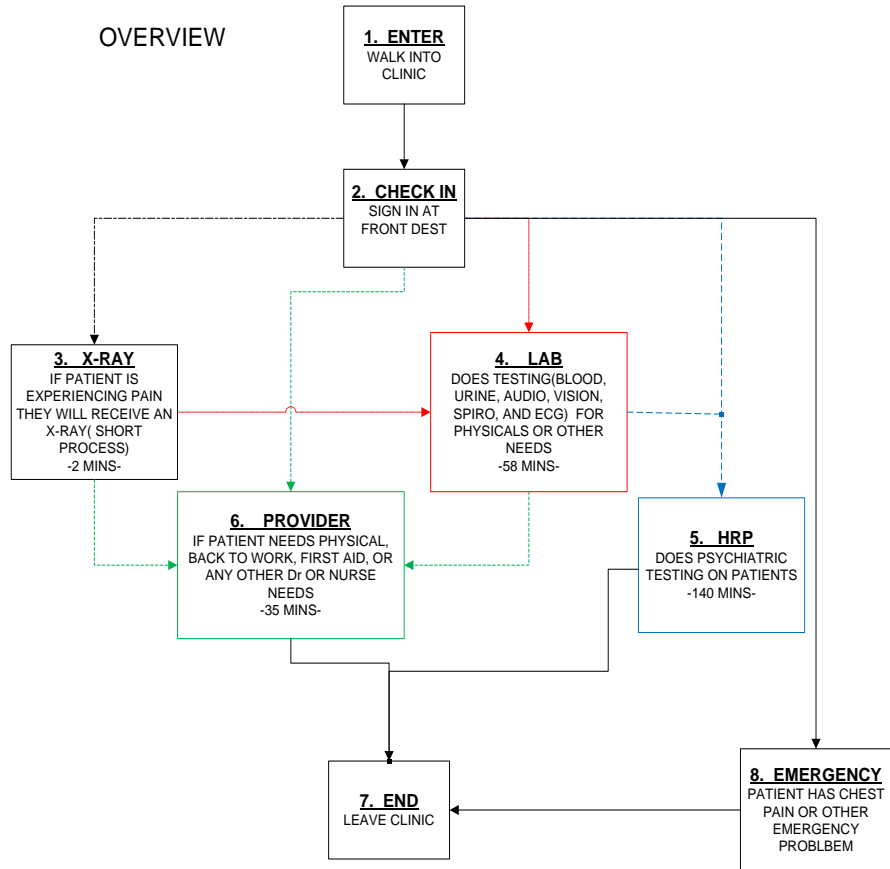 OVERVIEW
1. ENTER
WALK INTO
CLINIC
2. CHECK IN
SIGN IN AT
FRONT DEST
3. X-RAY
IF PATIENT IS
EXPERIENCING PAIN
THEY WILL RECEIVE AN
X-RAY( SHORT
PROCESS)
-2 MINS-
4. LAB
DOES TESTING(BLOOD,
URINE, AUDIO, VISION,
SPIRO, AND ECG) FOR
PHYSICALS OR OTHER
NEEDS
-58 MINS-
6. PROVIDER
IF PATIENT NEEDS PHYSICAL,
BACK TO WORK, FIRST AID, OR
ANY OTHER Dr OR NURSE
NEEDS
-35 MINS-
5. HRP
DOES PSYCHIATRIC
TESTING ON PATIENTS
-140 MINS-
7. END
LEAVE CLINIC
8. EMERGENCY
PATIENT HAS CHEST
PAIN OR OTHER
EMERGENCY
PROBLBEM